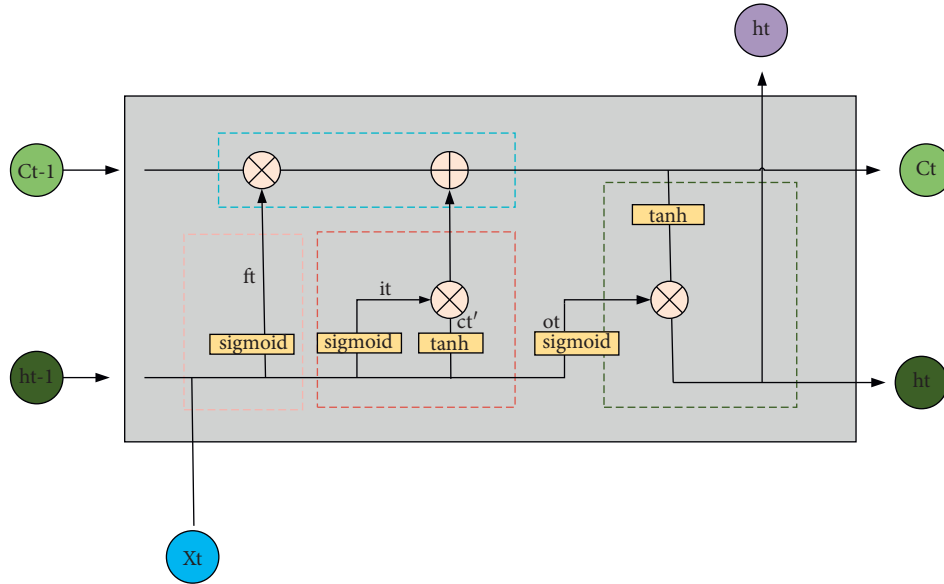 ht
Ct-1
Ct
tanh
ft
it
ct′
ot
sigmoid
sigmoid
tanh
sigmoid
ht-1
ht
Xt